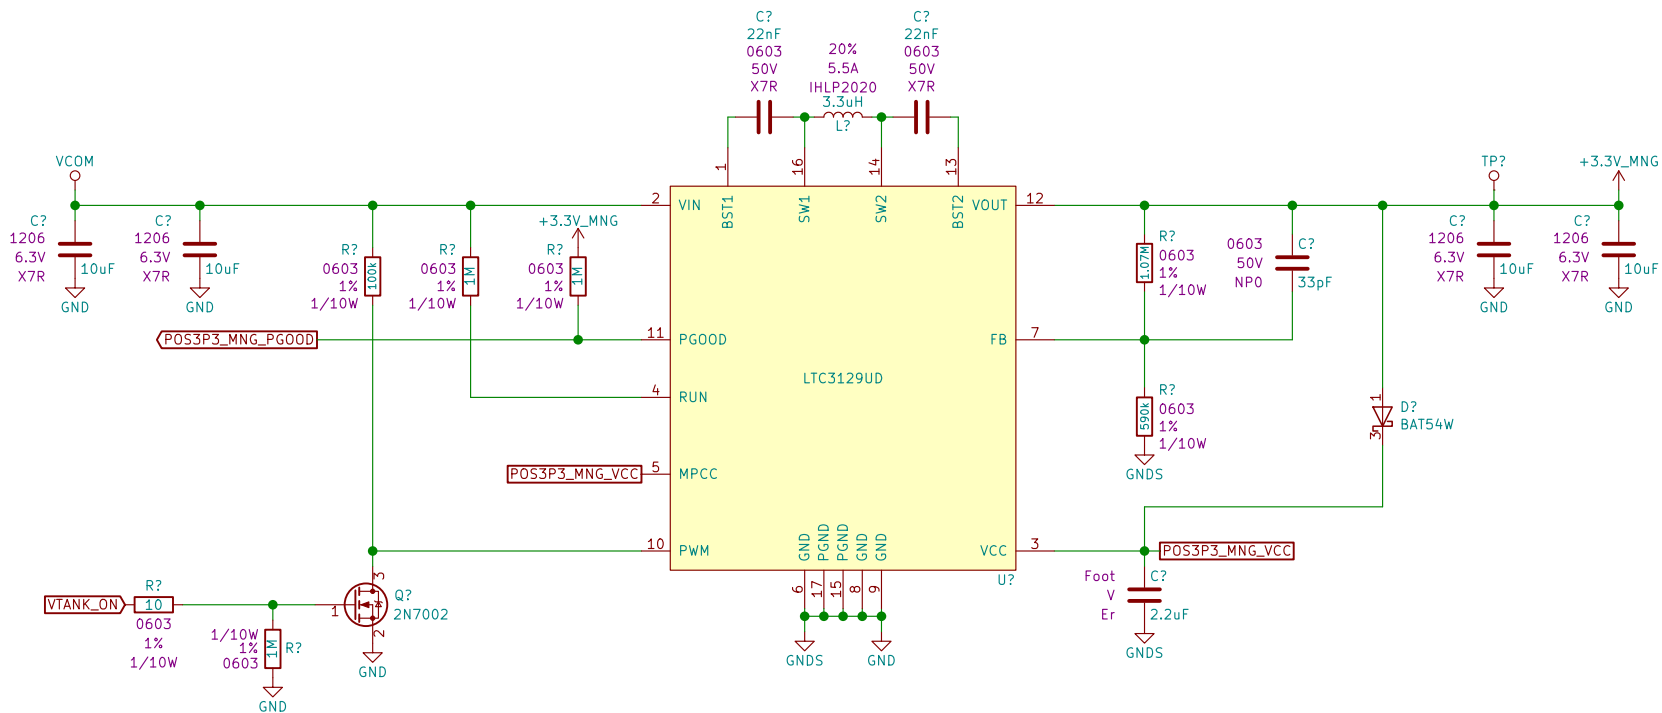 C?
22nF
0603
50V
X7R
20%
5.5A
IHLP2020
3.3uH
L?
C?
22nF
0603
50V
X7R
1
16
14
13
BST1
SW1
SW2
BST2
VCOM
C?
1206
6.3V
X7R
10uF
GND
C?
1206
6.3V
X7R
10uF
GND
R?
0603
1%
1/10W
100k
R?
0603
1%
1/10W
1M
+3.3V_MNG
R?
0603
1%
1/10W
1M
2
VIN
POS3P3_MNG_PGOOD
11
PGOOD
4
RUN
POS3P3_MNG_VCC
5
MPCC
10
PWM
LTC3129UD
VOUT
12
FB
7
VCC
3
U?
GND
PGND
PGND
GND
GND
6
17
15
8
9
GNDS
GND
R?
0603
1%
1/10W
1.07M
0603
50V
NP0
C?
33pF
R?
0603
1%
1/10W
590k
GNDS
TP?
C?
1206
6.3V
X7R
10uF
GND
+3.3V_MNG
C?
1206
6.3V
X7R
10uF
GND
1
3
D?
BAT54W
POS3P3_MNG_VCC
Foot
V
Er
C?
2.2uF
GNDS
VTANK_ON
R?
10
0603
1%
1/10W
1/10W
1%
0603
1M
R?
GND
1
3
2
Q?
2N7002
GND